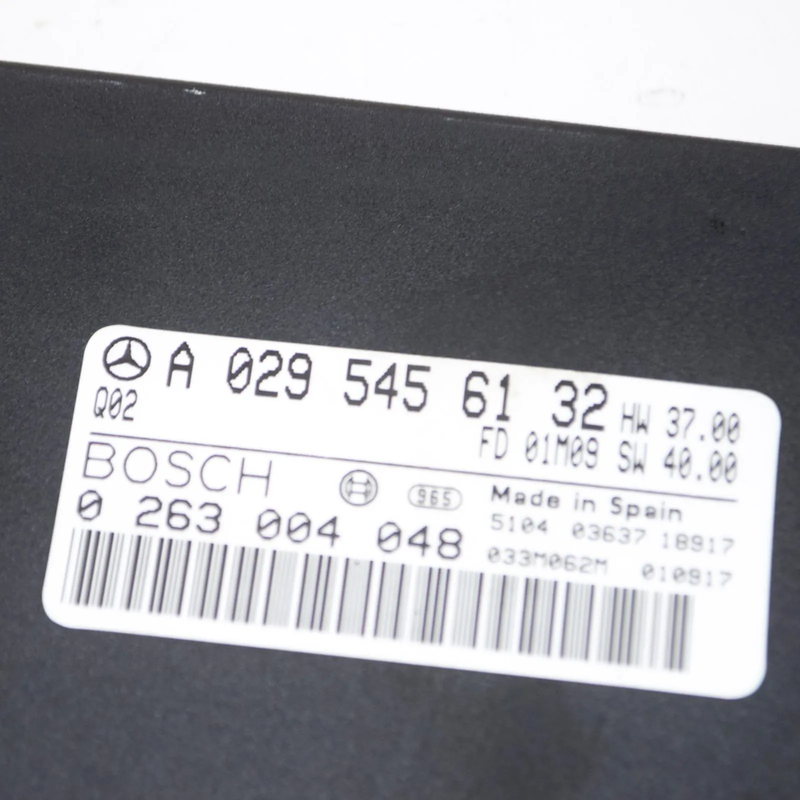 A 029 545 61 32 HW 37.00
Q02 FD 01M09 SW 40.00
BOSCH 965 Made in Spain
0 263 004 048 5104 03637 18917
033M062M 010917